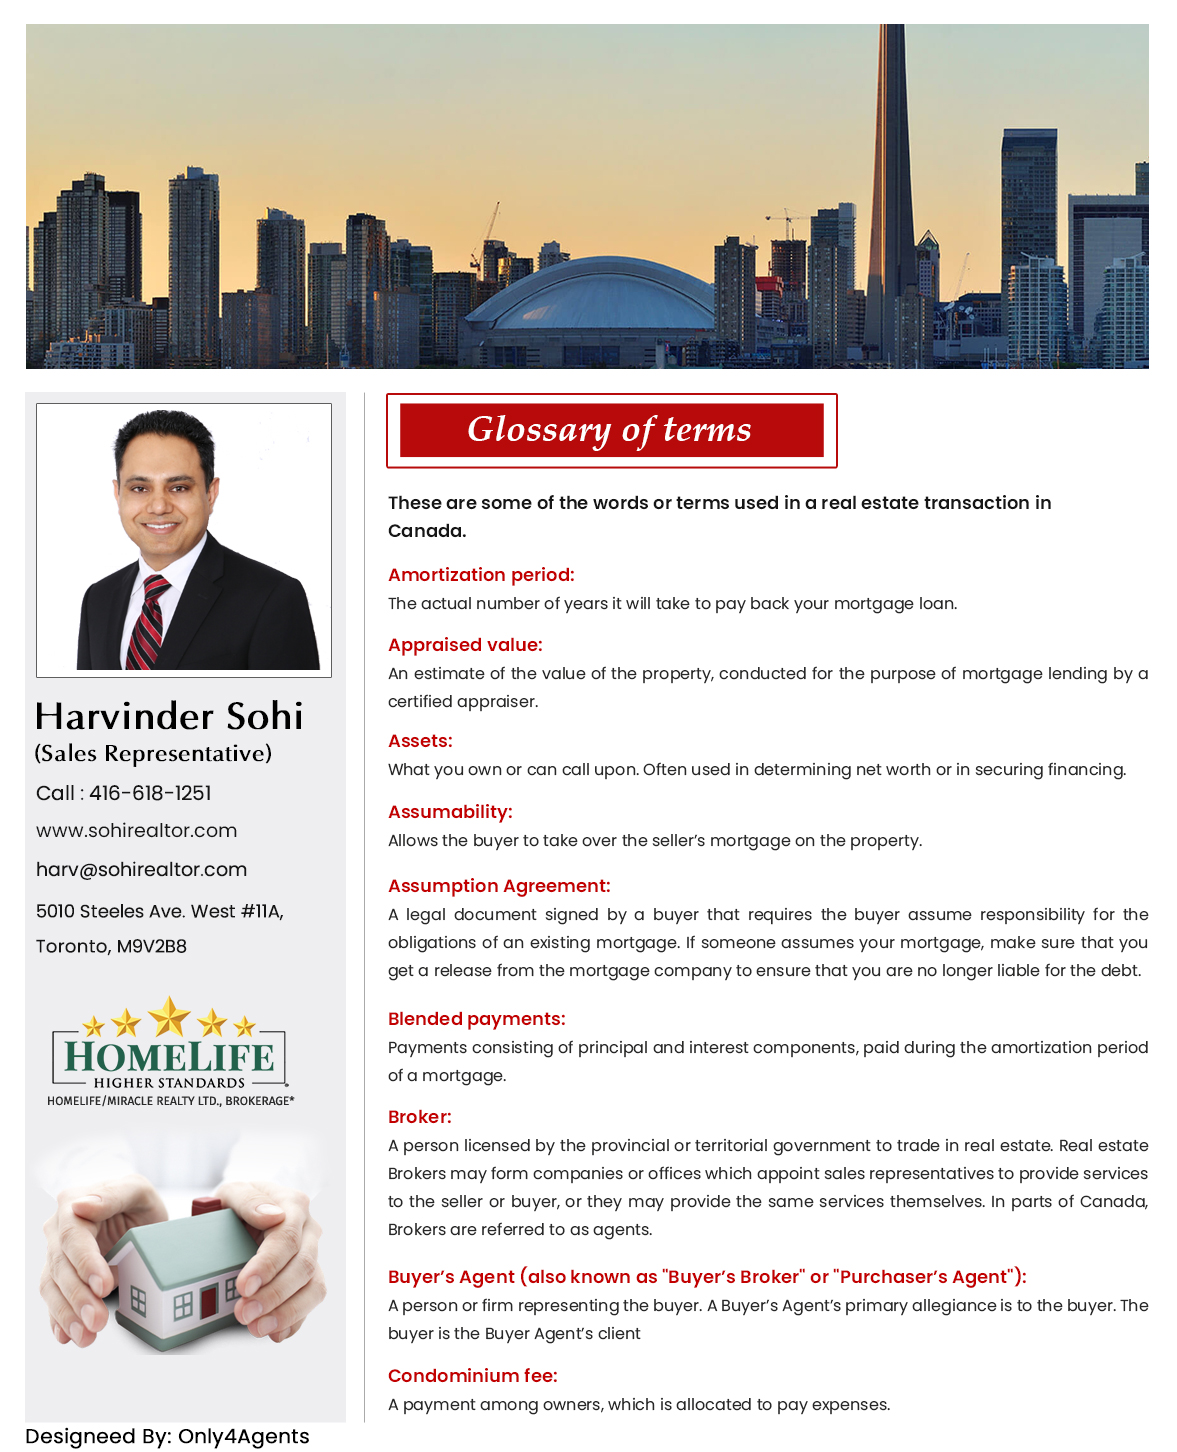 Harvinder Sohi
(Sales Representative)
Call : 416-618-1251
www.sohirealtor.com
harv@sohirealtor.com
5010 Steeles Ave. West #11A,
Toronto, M9V2B8
HOMELIFE
HIGHER STANDARDS
HOMELIFE/MIRACLE REALTY LTD., BROKERAGE*
Glossary of terms
These are some of the words or terms used in a real estate transaction in
Canada.
Amortization period:
The actual number of years it will take to pay back your mortgage loan.
Appraised value:
An estimate of the value of the property, conducted for the purpose of mortgage lending by a
certified appraiser.
Assets:
What you own or can call upon. Often used in determining net worth or in securing financing.
Assumability:
Allows the buyer to take over the seller’s mortgage on the property.
Assumption Agreement:
A legal document signed by a buyer that requires the buyer assume responsibility for the
obligations of an existing mortgage. If someone assumes your mortgage, make sure that you
get a release from the mortgage company to ensure that you are no longer liable for the debt.
Blended payments:
Payments consisting of principal and interest components, paid during the amortization period
of a mortgage.
Broker:
A person licensed by the provincial or territorial government to trade in real estate. Real estate
Brokers may form companies or offices which appoint sales representatives to provide services
to the seller or buyer, or they may provide the same services themselves. In parts of Canada,
Brokers are referred to as agents.
Buyer’s Agent (also known as "Buyer’s Broker" or "Purchaser’s Agent"):
A person or firm representing the buyer. A Buyer’s Agent’s primary allegiance is to the buyer. The
buyer is the Buyer Agent’s client
Condominium fee:
A payment among owners, which is allocated to pay expenses.
Designeed By: Only4Agents